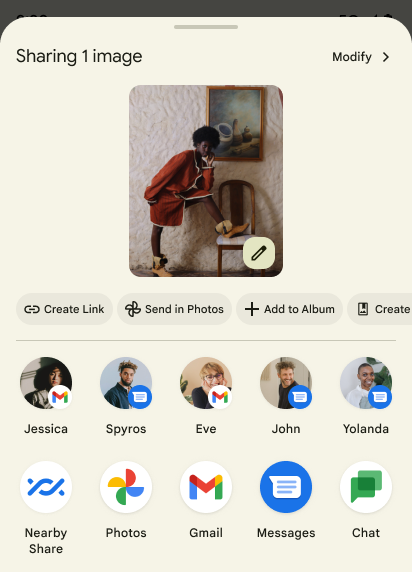 Sharing 1 image
Modify
Create Link
Send in Photos
Add to Album
Create
Jessica
Spyros
Eve
John
Yolanda
Nearby
Share
Photos
Gmail
Messages
Chat